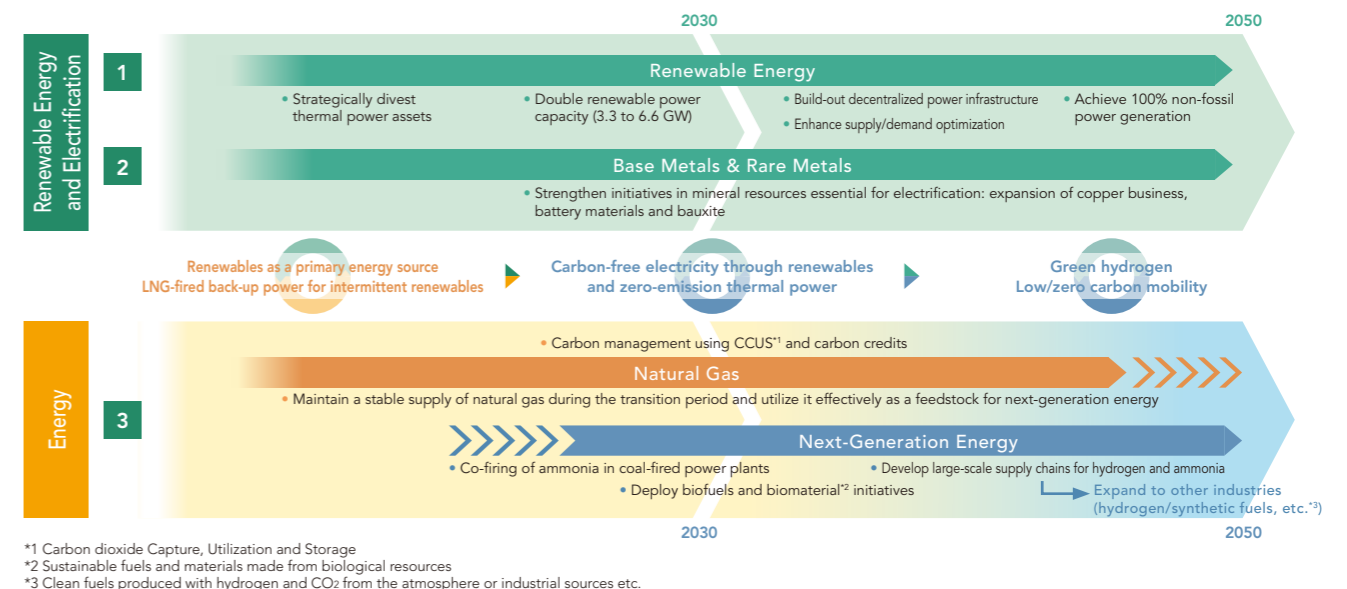 2030
2050
Renewable Energy
and Electrification
1
Renewable Energy
• Strategically divest
thermal power assets
• Double renewable power
capacity (3.3 to 6.6 GW)
• Build-out decentralized power infrastructure
• Enhance supply/demand optimization
• Achieve 100% non-fossil
power generation
2
Base Metals & Rare Metals
• Strengthen initiatives in mineral resources essential for electrification: expansion of copper business,
battery materials and bauxite
Renewables as a primary energy source
LNG-fired back-up power for intermittent renewables
Carbon-free electricity through renewables
and zero-emission thermal power
Green hydrogen
Low/zero carbon mobility
Energy
3
• Carbon management using CCUS*1 and carbon credits
Natural Gas
• Maintain a stable supply of natural gas during the transition period and utilize it effectively as a feedstock for next-generation energy
Next-Generation Energy
• Co-firing of ammonia in coal-fired power plants
• Develop large-scale supply chains for hydrogen and ammonia
• Deploy biofuels and biomaterial*2 initiatives
Expand to other industries
(hydrogen/synthetic fuels, etc.*3)
2030
2050
*1 Carbon dioxide Capture, Utilization and Storage
*2 Sustainable fuels and materials made from biological resources
*3 Clean fuels produced with hydrogen and CO2 from the atmosphere or industrial sources etc.